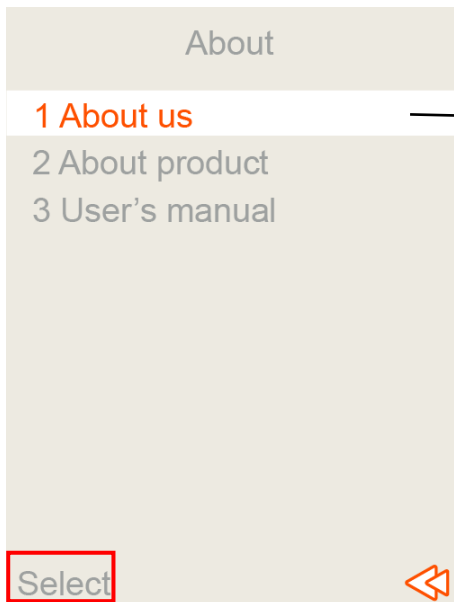 About
1 About us
2 About product
3 User’s manual
Select